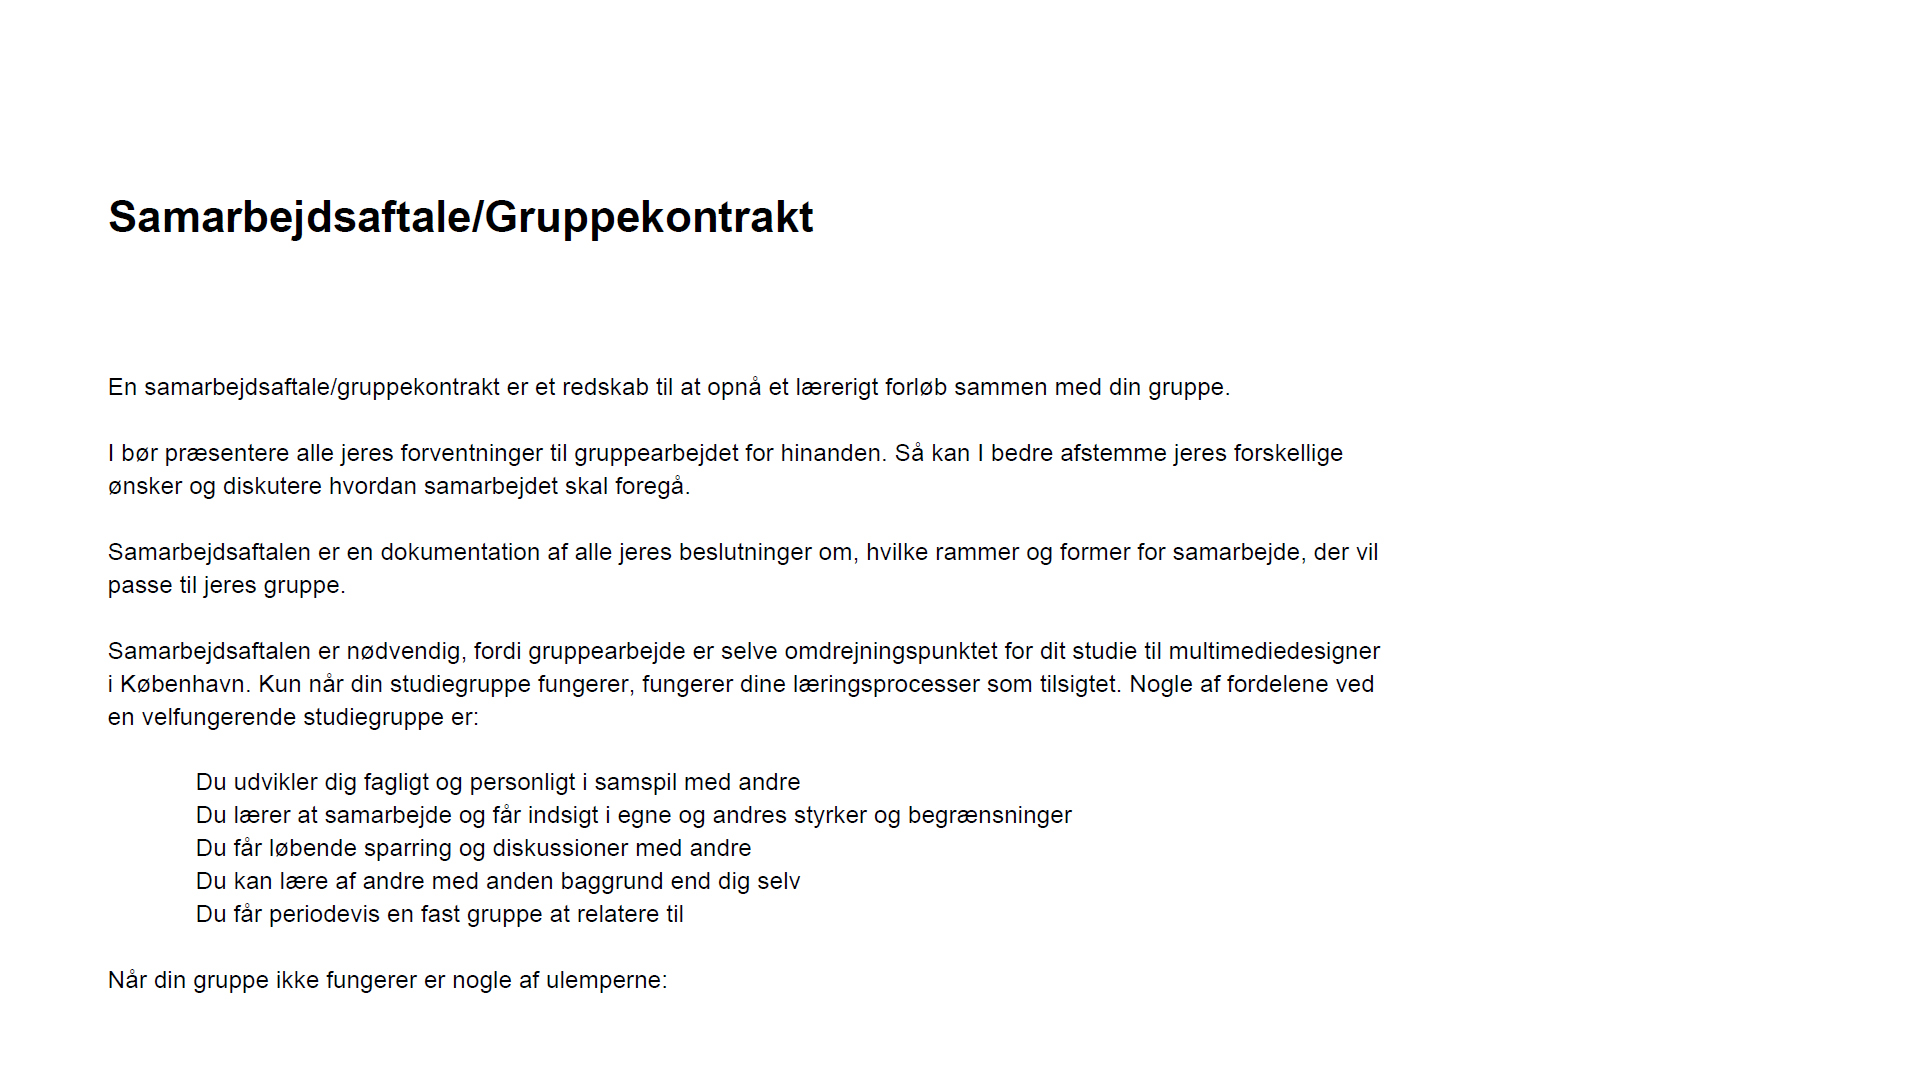 Samarbejdsaftale/Gruppekontrakt
En samarbejdsaftale/gruppekontrakt er et redskab til at opnå et lærerigt forløb sammen med din gruppe.
I bør præsentere alle jeres forventninger til gruppearbejdet for hinanden. Så kan I bedre afstemme jeres forskellige
ønsker og diskutere hvordan samarbejdet skal foregå.
Samarbejdsaftalen er en dokumentation af alle jeres beslutninger om, hvilke rammer og former for samarbejde, der vil
passe til jeres gruppe.
Samarbejdsaftalen er nødvendig, fordi gruppearbejde er selve omdrejningspunktet for dit studie til multimediedesigner
i København. Kun når din studiegruppe fungerer, fungerer dine læringsprocesser som tilsigtet. Nogle af fordelene ved
en velfungerende studiegruppe er:
Du udvikler dig fagligt og personligt i samspil med andre
Du lærer at samarbejde og får indsigt i egne og andres styrker og begrænsninger
Du får løbende sparring og diskussioner med andre
Du kan lære af andre med anden baggrund end dig selv
Du får periodevis en fast gruppe at relatere til
Når din gruppe ikke fungerer er nogle af ulemperne: